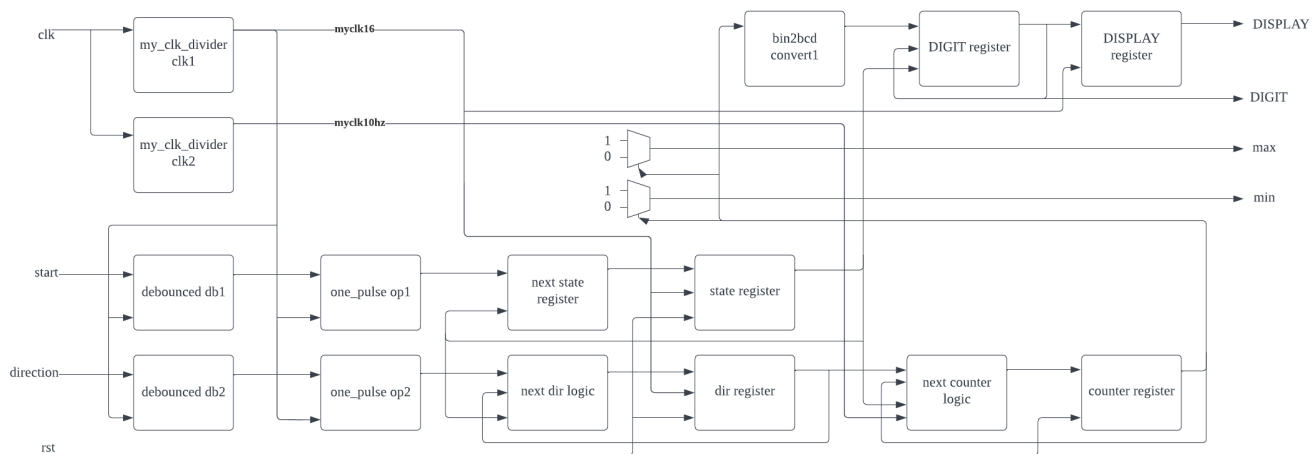 clk
my_clk_divider
clk1
myclk16
bin2bcd
convert1
DIGIT register
DISPLAY
register
DISPLAY
DIGIT
my_clk_divider
clk2
myclk10hz
1
0
max
1
0
min
start
debounced db1
one_pulse op1
next state
register
state register
direction
debounced db2
one_pulse op2
next dir logic
dir register
next counter
logic
counter register
rst